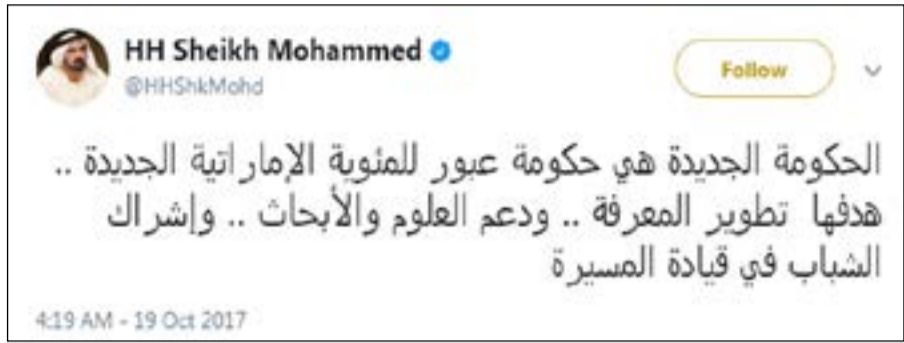 HH Sheikh Mohammed
@HHShkMohd
Follow
الحكومة الجديدة هي حكومة عبور للمئوية الإماراتية الجديدة ..
هدفها تطوير المعرفة .. ودعم العلوم والأبحاث .. وإشراك
الشباب في قيادة المسيرة
4:19 AM - 19 Oct 2017